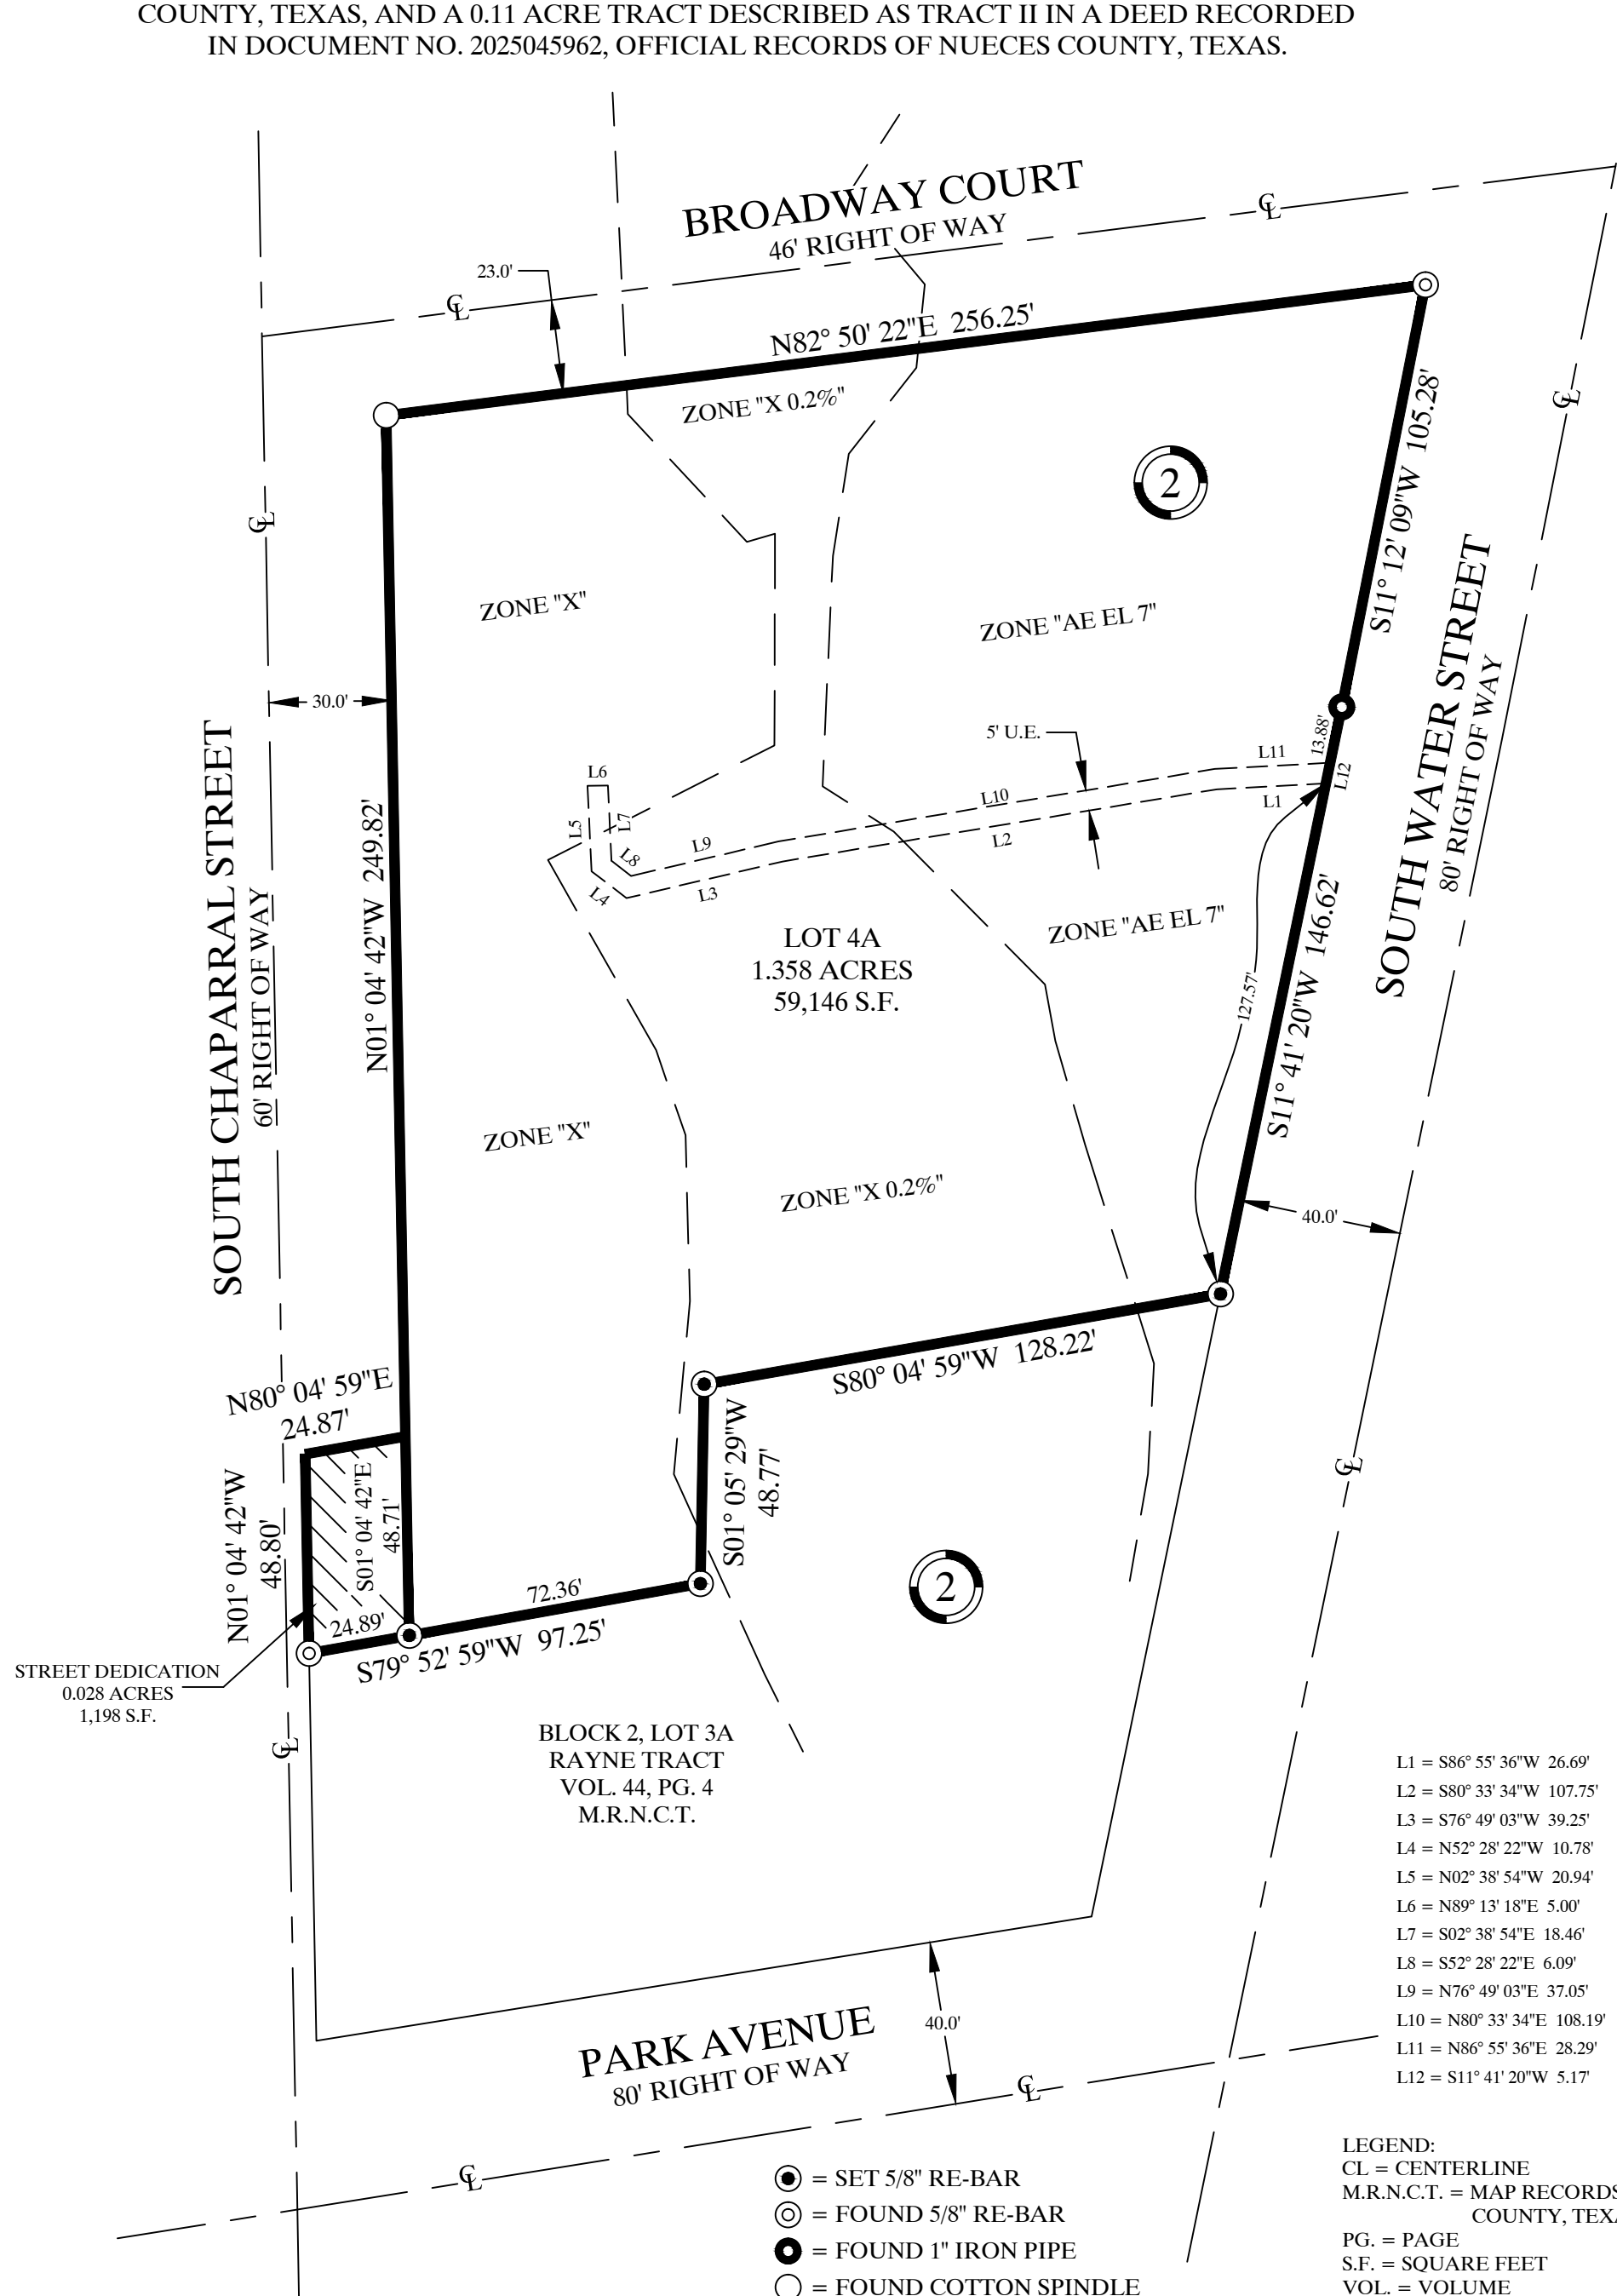 COUNTY, TEXAS, AND A 0.11 ACRE TRACT DESCRIBED AS TRACT II IN A DEED RECORDED
IN DOCUMENT NO. 2025045962, OFFICIAL RECORDS OF NUECES COUNTY, TEXAS.
BROADWAY COURT
46' RIGHT OF WAY
CL
23.0'
CL
N82° 50' 22"E 256.25'
ZONE "X 0.2%"
S11° 12' 09"W 105.28'
CL
2
CL
ZONE "X"
ZONE "AE EL 7"
SOUTH WATER STREET
80' RIGHT OF WAY
30.0'
5' U.E.
13.88'
L11
L12
L6
L10
L1
L5
L7
L9
L8
L2
L4
L3
SOUTH CHAPARRAL STREET
60' RIGHT OF WAY
N01° 04' 42"W 249.82'
LOT 4A
1.358 ACRES
59,146 S.F.
ZONE "AE EL 7"
127.57'
S11° 41' 20"W 146.62'
ZONE "X"
ZONE "X 0.2%"
40.0'
S80° 04' 59"W 128.22'
N80° 04' 59"E
24.87'
N01° 04' 42"W
48.80'
S01° 04' 42"E
48.71'
S01° 05' 29"W
48.77'
CL
72.36'
24.89'
S79° 52' 59"W 97.25'
2
STREET DEDICATION
0.028 ACRES
1,198 S.F.
CL
BLOCK 2, LOT 3A
RAYNE TRACT
VOL. 44, PG. 4
M.R.N.C.T.
L1 = S86° 55' 36"W 26.69'
L2 = S80° 33' 34"W 107.75'
L3 = S76° 49' 03"W 39.25'
L4 = N52° 28' 22"W 10.78'
L5 = N02° 38' 54"W 20.94'
L6 = N89° 13' 18"E 5.00'
L7 = S02° 38' 54"E 18.46'
L8 = S52° 28' 22"E 6.09'
L9 = N76° 49' 03"E 37.05'
L10 = N80° 33' 34"E 108.19'
L11 = N86° 55' 36"E 28.29'
L12 = S11° 41' 20"W 5.17'
PARK AVENUE
80' RIGHT OF WAY
40.0'
CL
CL
= SET 5/8" RE-BAR
= FOUND 5/8" RE-BAR
= FOUND 1" IRON PIPE
= FOUND COTTON SPINDLE
LEGEND:
CL = CENTERLINE
M.R.N.C.T. = MAP RECORDS
COUNTY, TEXA
PG. = PAGE
S.F. = SQUARE FEET
VOL. = VOLUME